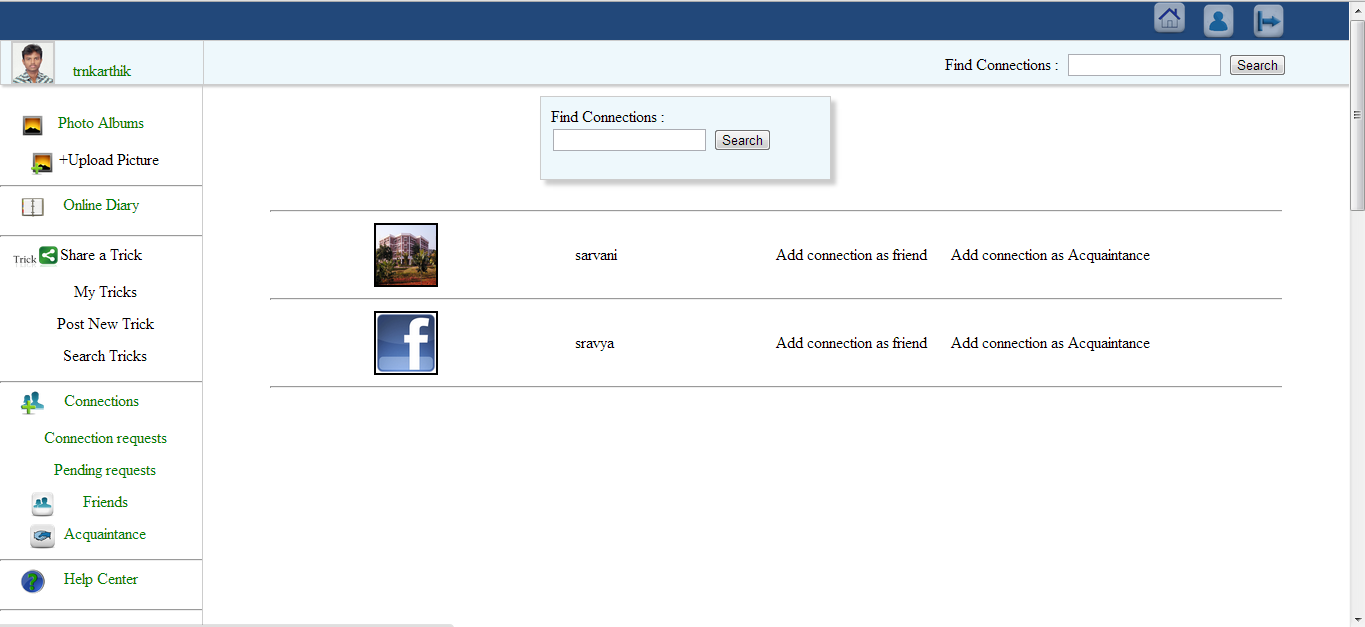 trnkarthik
Find Connections :
Search
Photo Albums
+Upload Picture
Online Diary
Trick Share a Trick
My Tricks
Post New Trick
Search Tricks
Connections
Connection requests
Pending requests
Friends
Acquaintance
Help Center
Find Connections :
Search
sarvani Add connection as friend Add connection as Acquaintance
f sravya Add connection as friend Add connection as Acquaintance